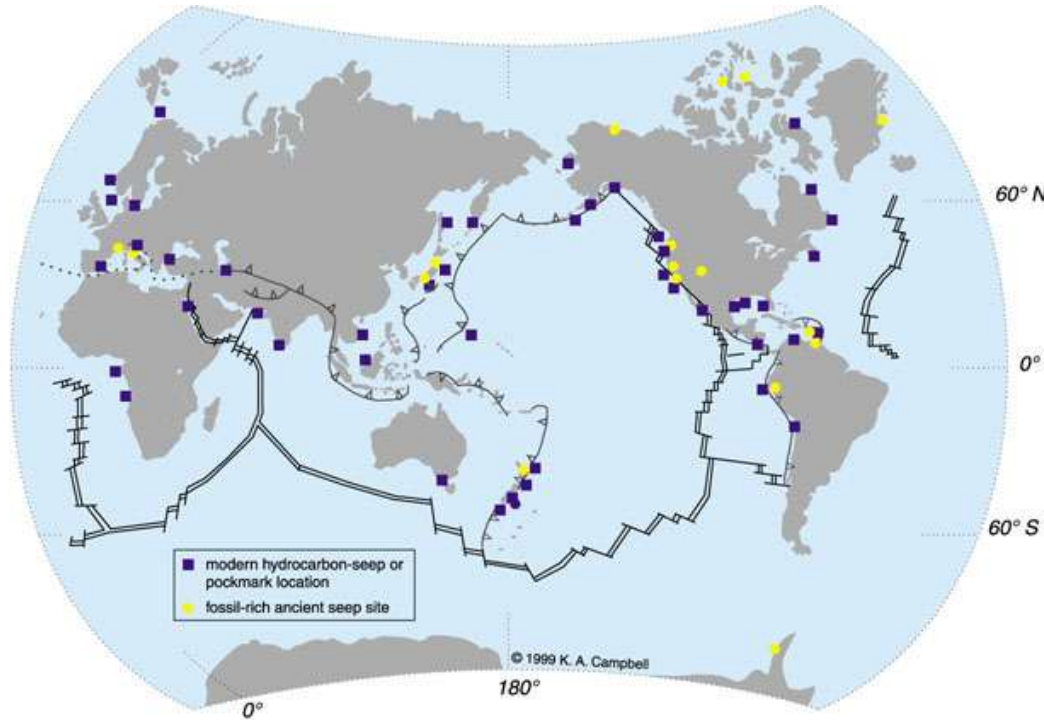 60° N
0°
60° S
modern hydrocarbon-seep or
pockmark location
fossil-rich ancient seep site
© 1999 K. A. Campbell
180°
0°